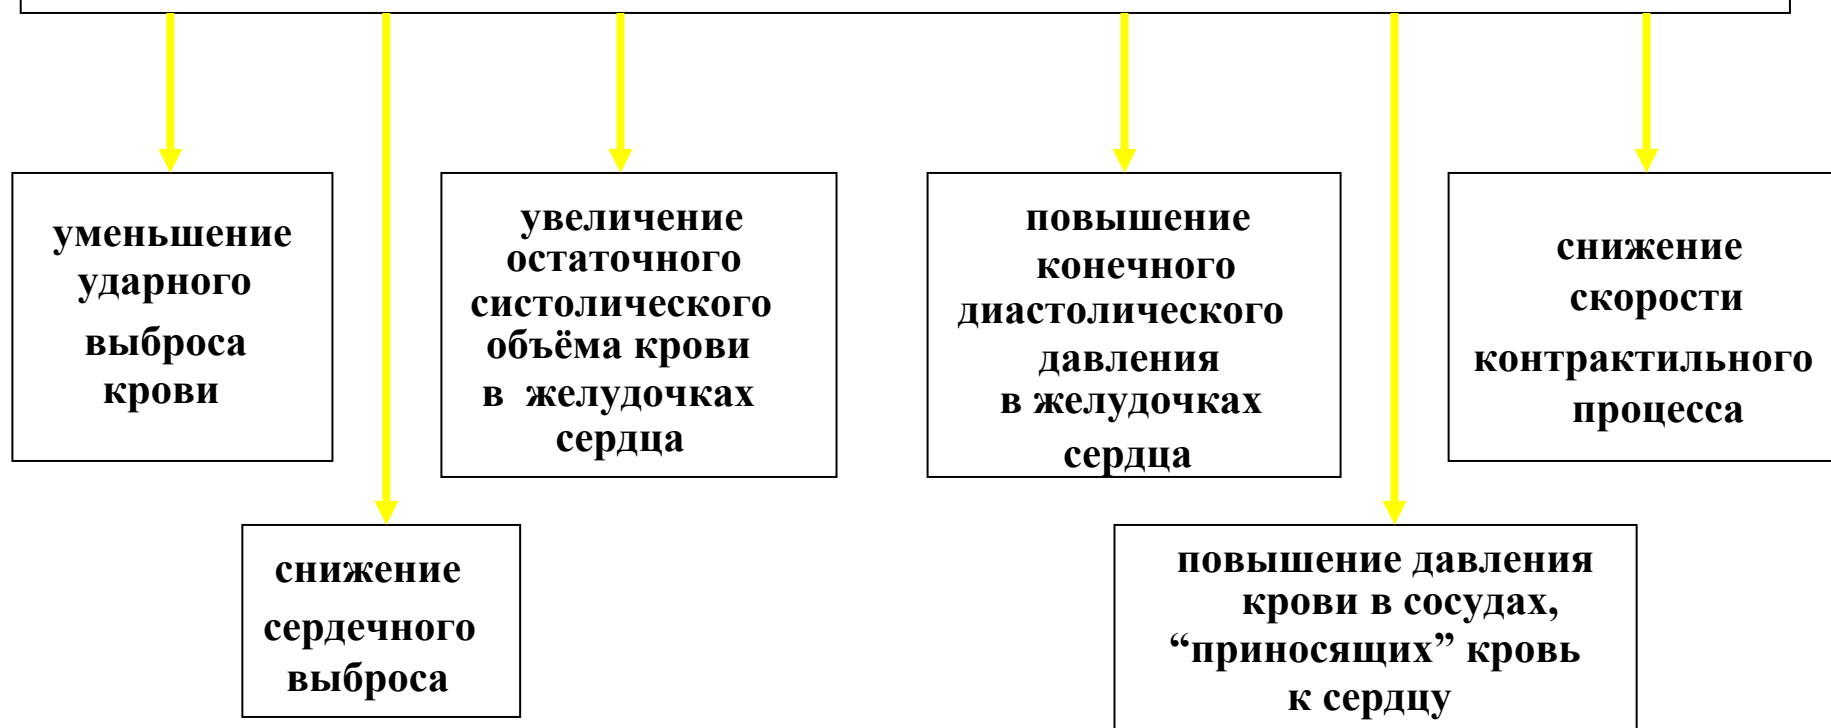 уменьшение
ударного
выброса
крови
увеличение
остаточного
систолического
объёма крови
в желудочках
сердца
повышение
конечного
диастолического
давления
в желудочках
сердца
снижение
скорости
контрактильного
процесса
снижение
сердечного
выброса
повышение давления
крови в сосудах,
“приносящих” кровь
к сердцу